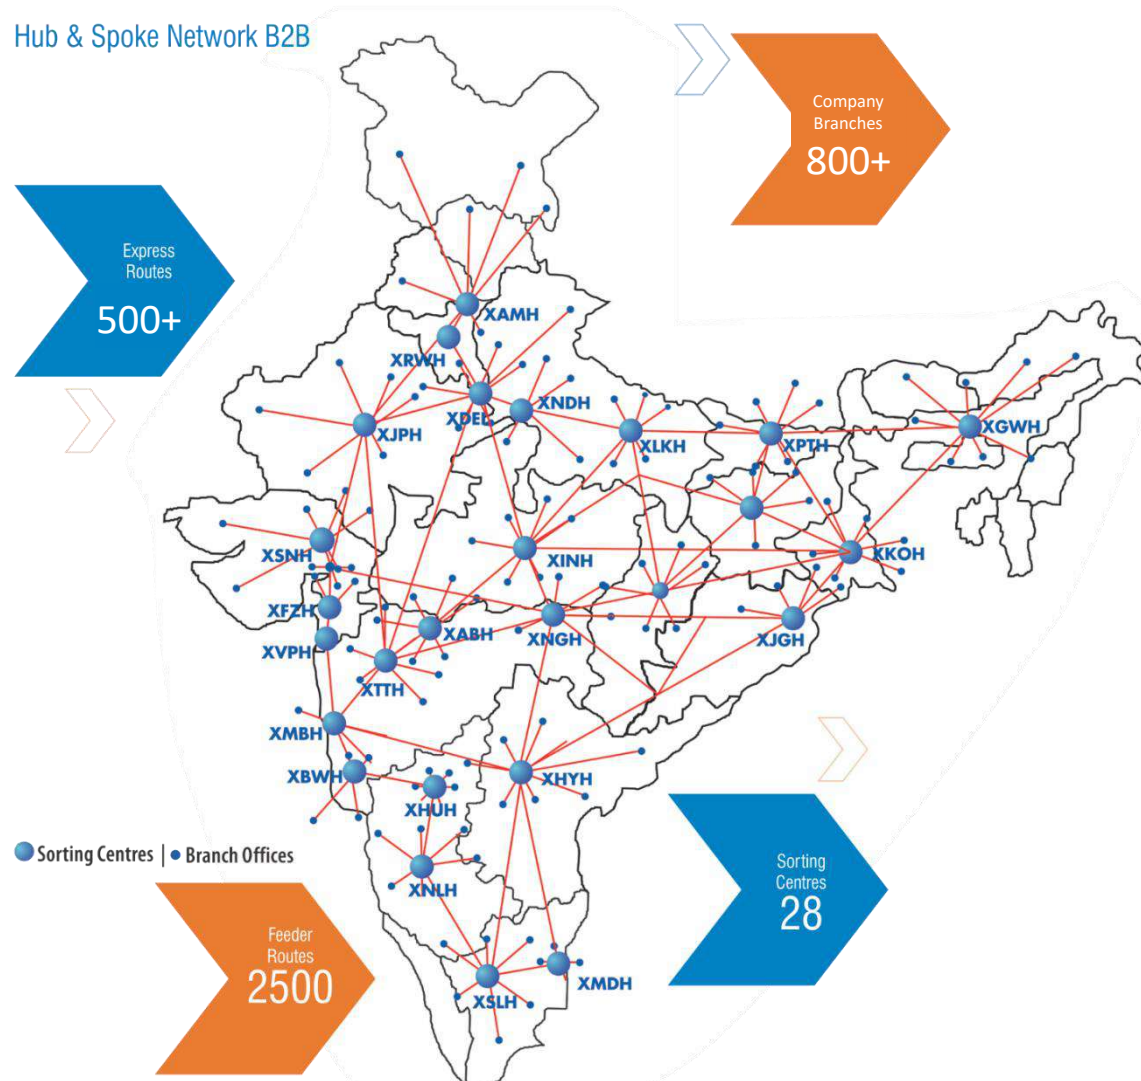 Hub & Spoke Network B2B
Company
Branches
800+
Express
Routes
500+
XAMH
XRWH
XDEL
XNDH
XJPH
XLKH
XPTH
XGWH
XSNH
XINH
XKOH
XFZH
XABH
XNGH
XJGH
XVPH
XTTH
XMBH
XBWH
XHYH
XHUH
Sorting Centres | • Branch Offices
XNLH
Sorting
Centres
28
Feeder
Routes
2500
XSLH
XMDH